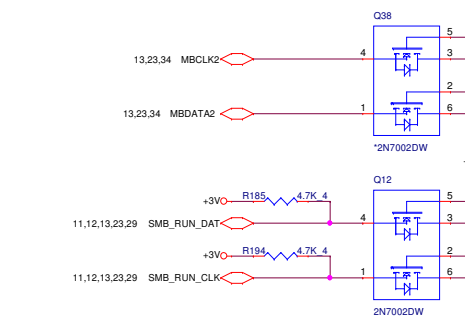 Q38
5
13,23,34 MBCLK2 4 3
2
13,23,34 MBDATA2 1 6
*2N7002DW
Q12
+3V R185 4.7K_4 5
11,12,13,23,29 SMB_RUN_DAT 4 3
+3V R194 4.7K_4 2
11,12,13,23,29 SMB_RUN_CLK 1 6
2N7002DW